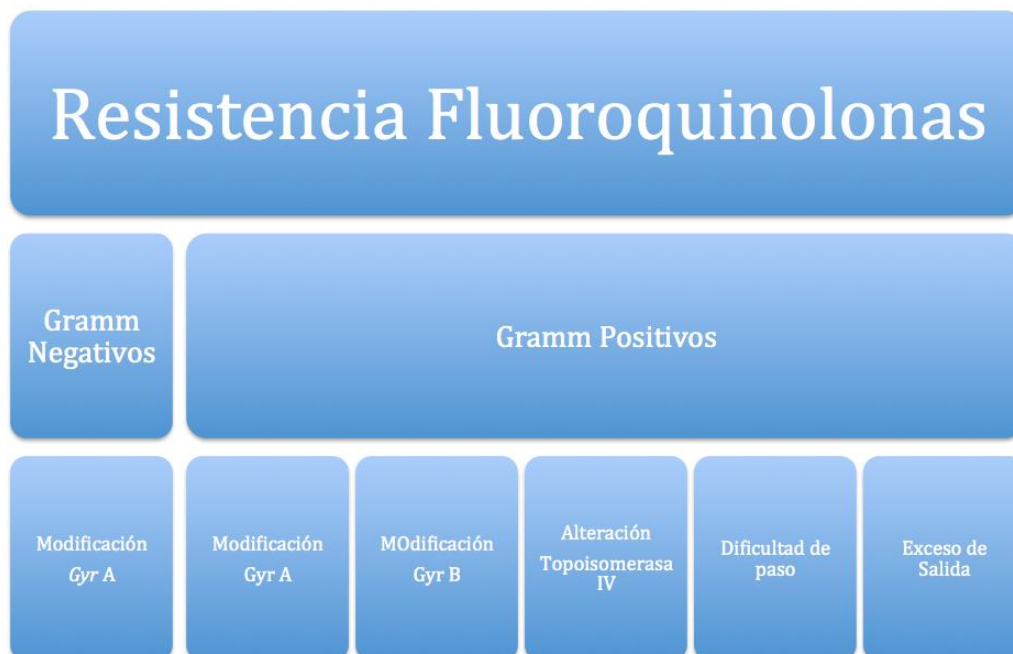 Resistencia Fluoroquinolonas
Gramm
Negativos
Gramm Positivos
Modificación
Gyr A
Modificación
Gyr A
MOdificación
Gyr B
Alteración
Topoisomerasa
IV
Dificultad de
paso
Exceso de
Salida